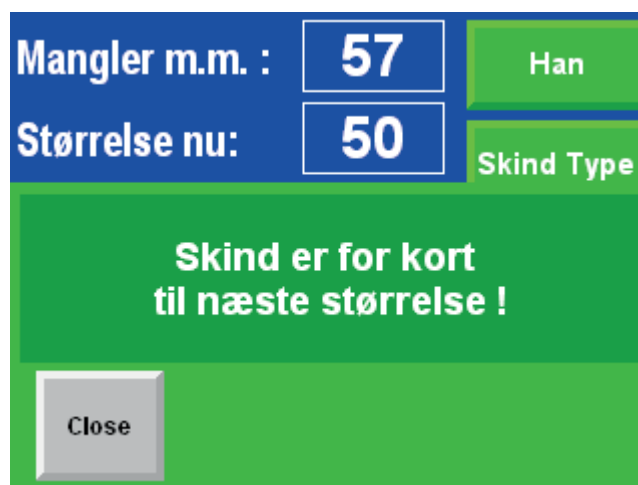 Mangler m.m. : 57 Han
Størrelse nu: 50 Skind Type
Skind er for kort
til næste størrelse !
Close